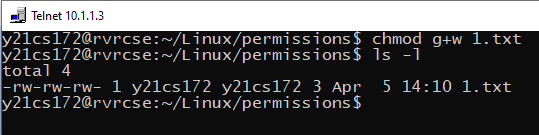 Telnet 10.1.1.3
y21cs172@rvrcse:~/Linux/permissions$ chmod g+w 1.txt
y21cs172@rvrcse:~/Linux/permissions$ ls -l
total 4
-rw-rw-rw- 1 y21cs172 y21cs172 3 Apr  5 14:10 1.txt
y21cs172@rvrcse:~/Linux/permissions$